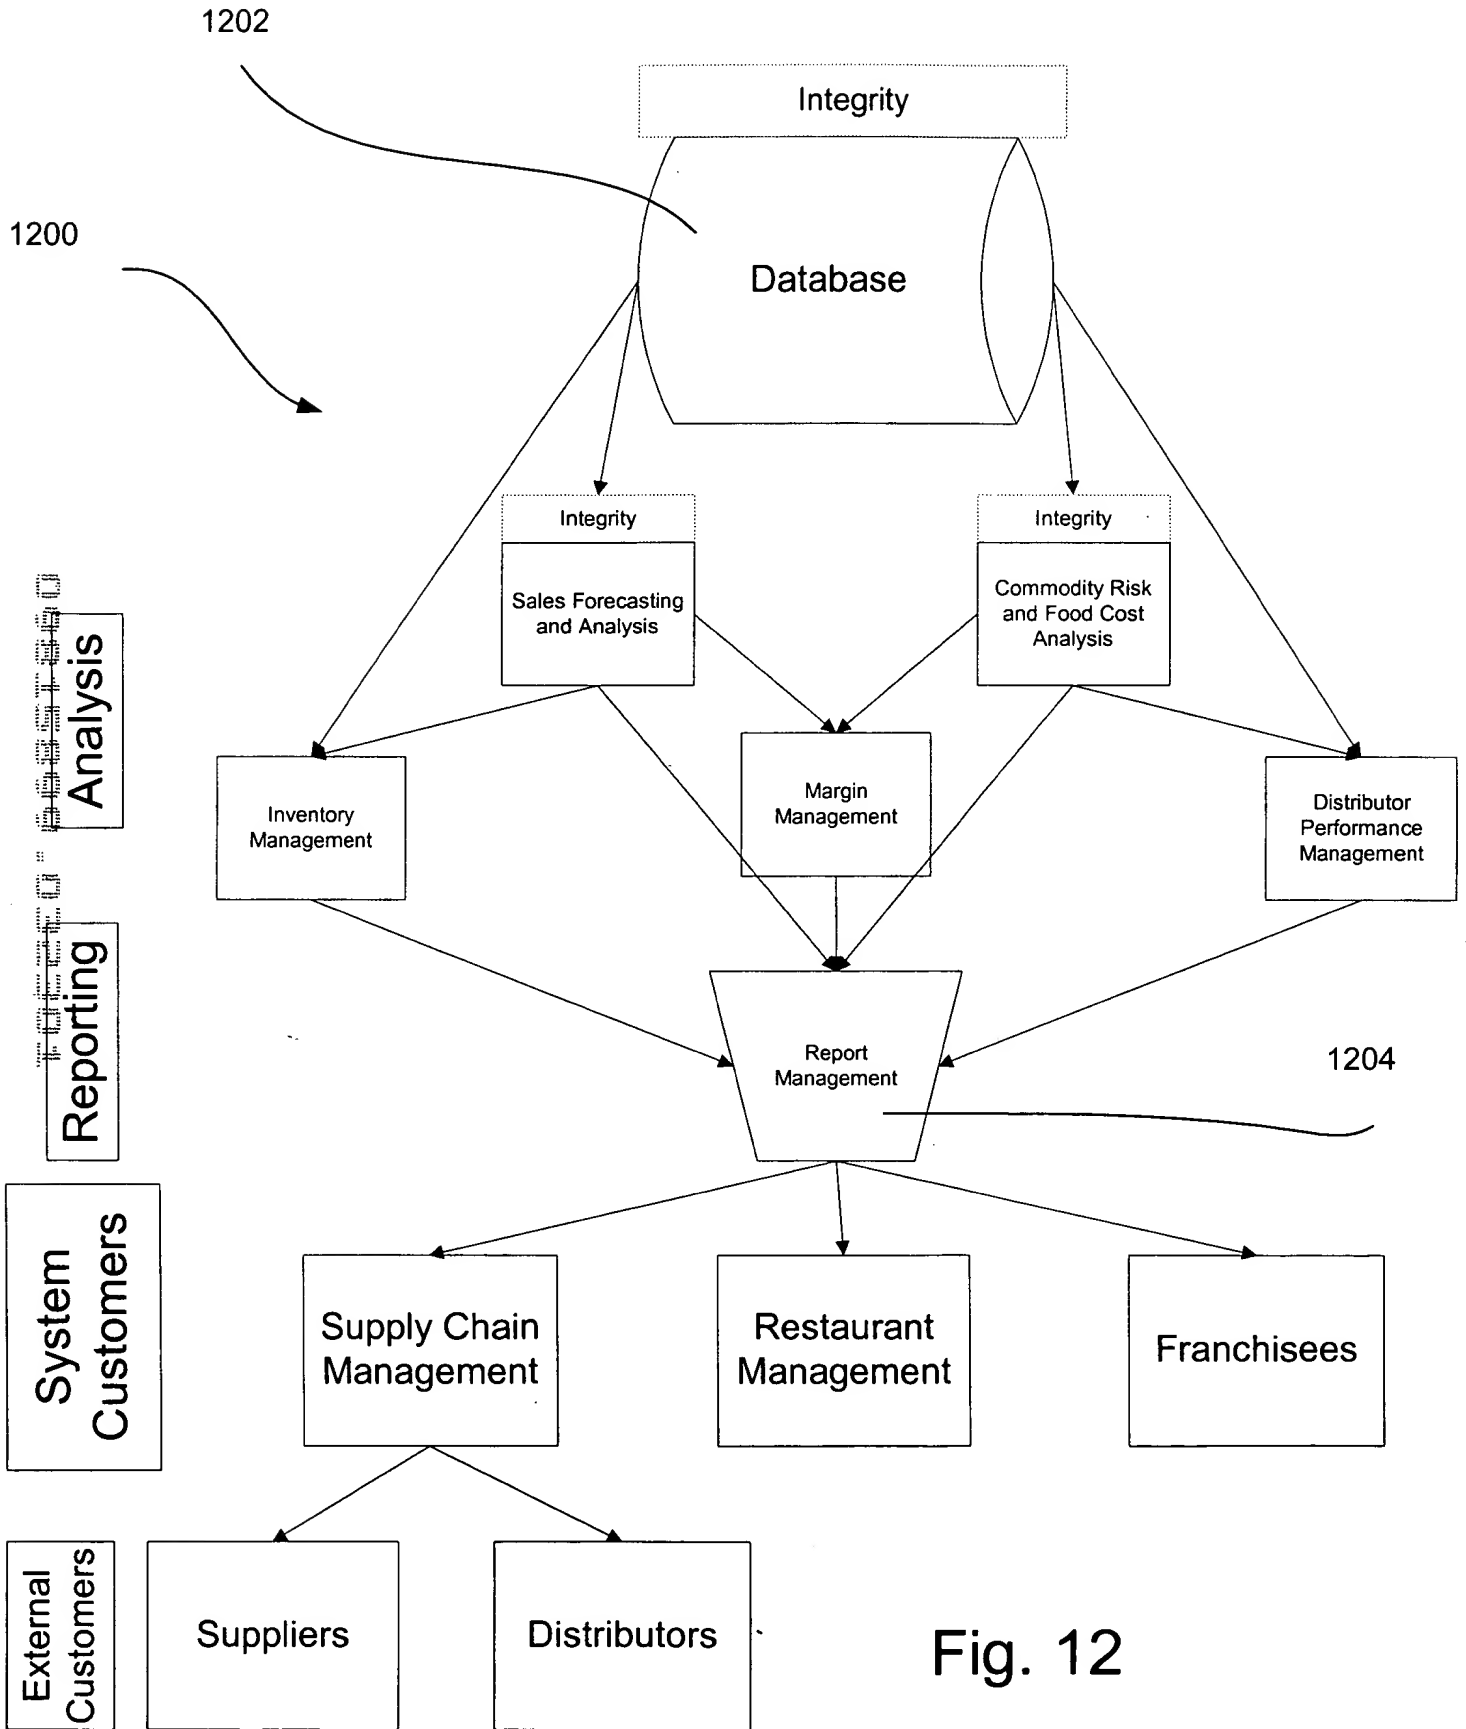 1202
Integrity
1200
Database
Integrity
Integrity
Sales Forecasting
and Analysis
Commodity Risk
and Food Cost
Analysis
Analysis
Margin
Management
Inventory
Management
Distributor
Performance
Management
Reporting
Report
Management
1204
System
Customers
Supply Chain
Management
Restaurant
Management
Franchisees
External
Customers
Suppliers
Distributors
Fig. 12